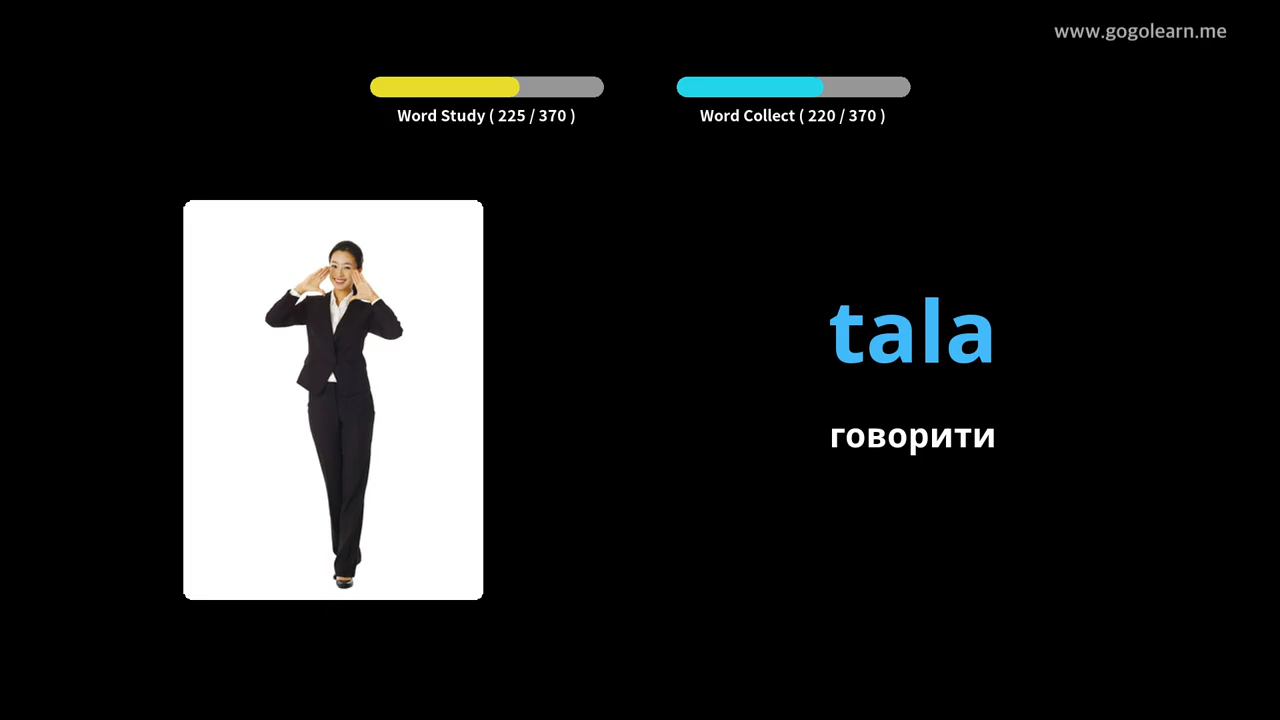 www.gogolearn.me
Word Study ( 225 / 370 )
Word Collect ( 220 / 370 )
tala
говорити